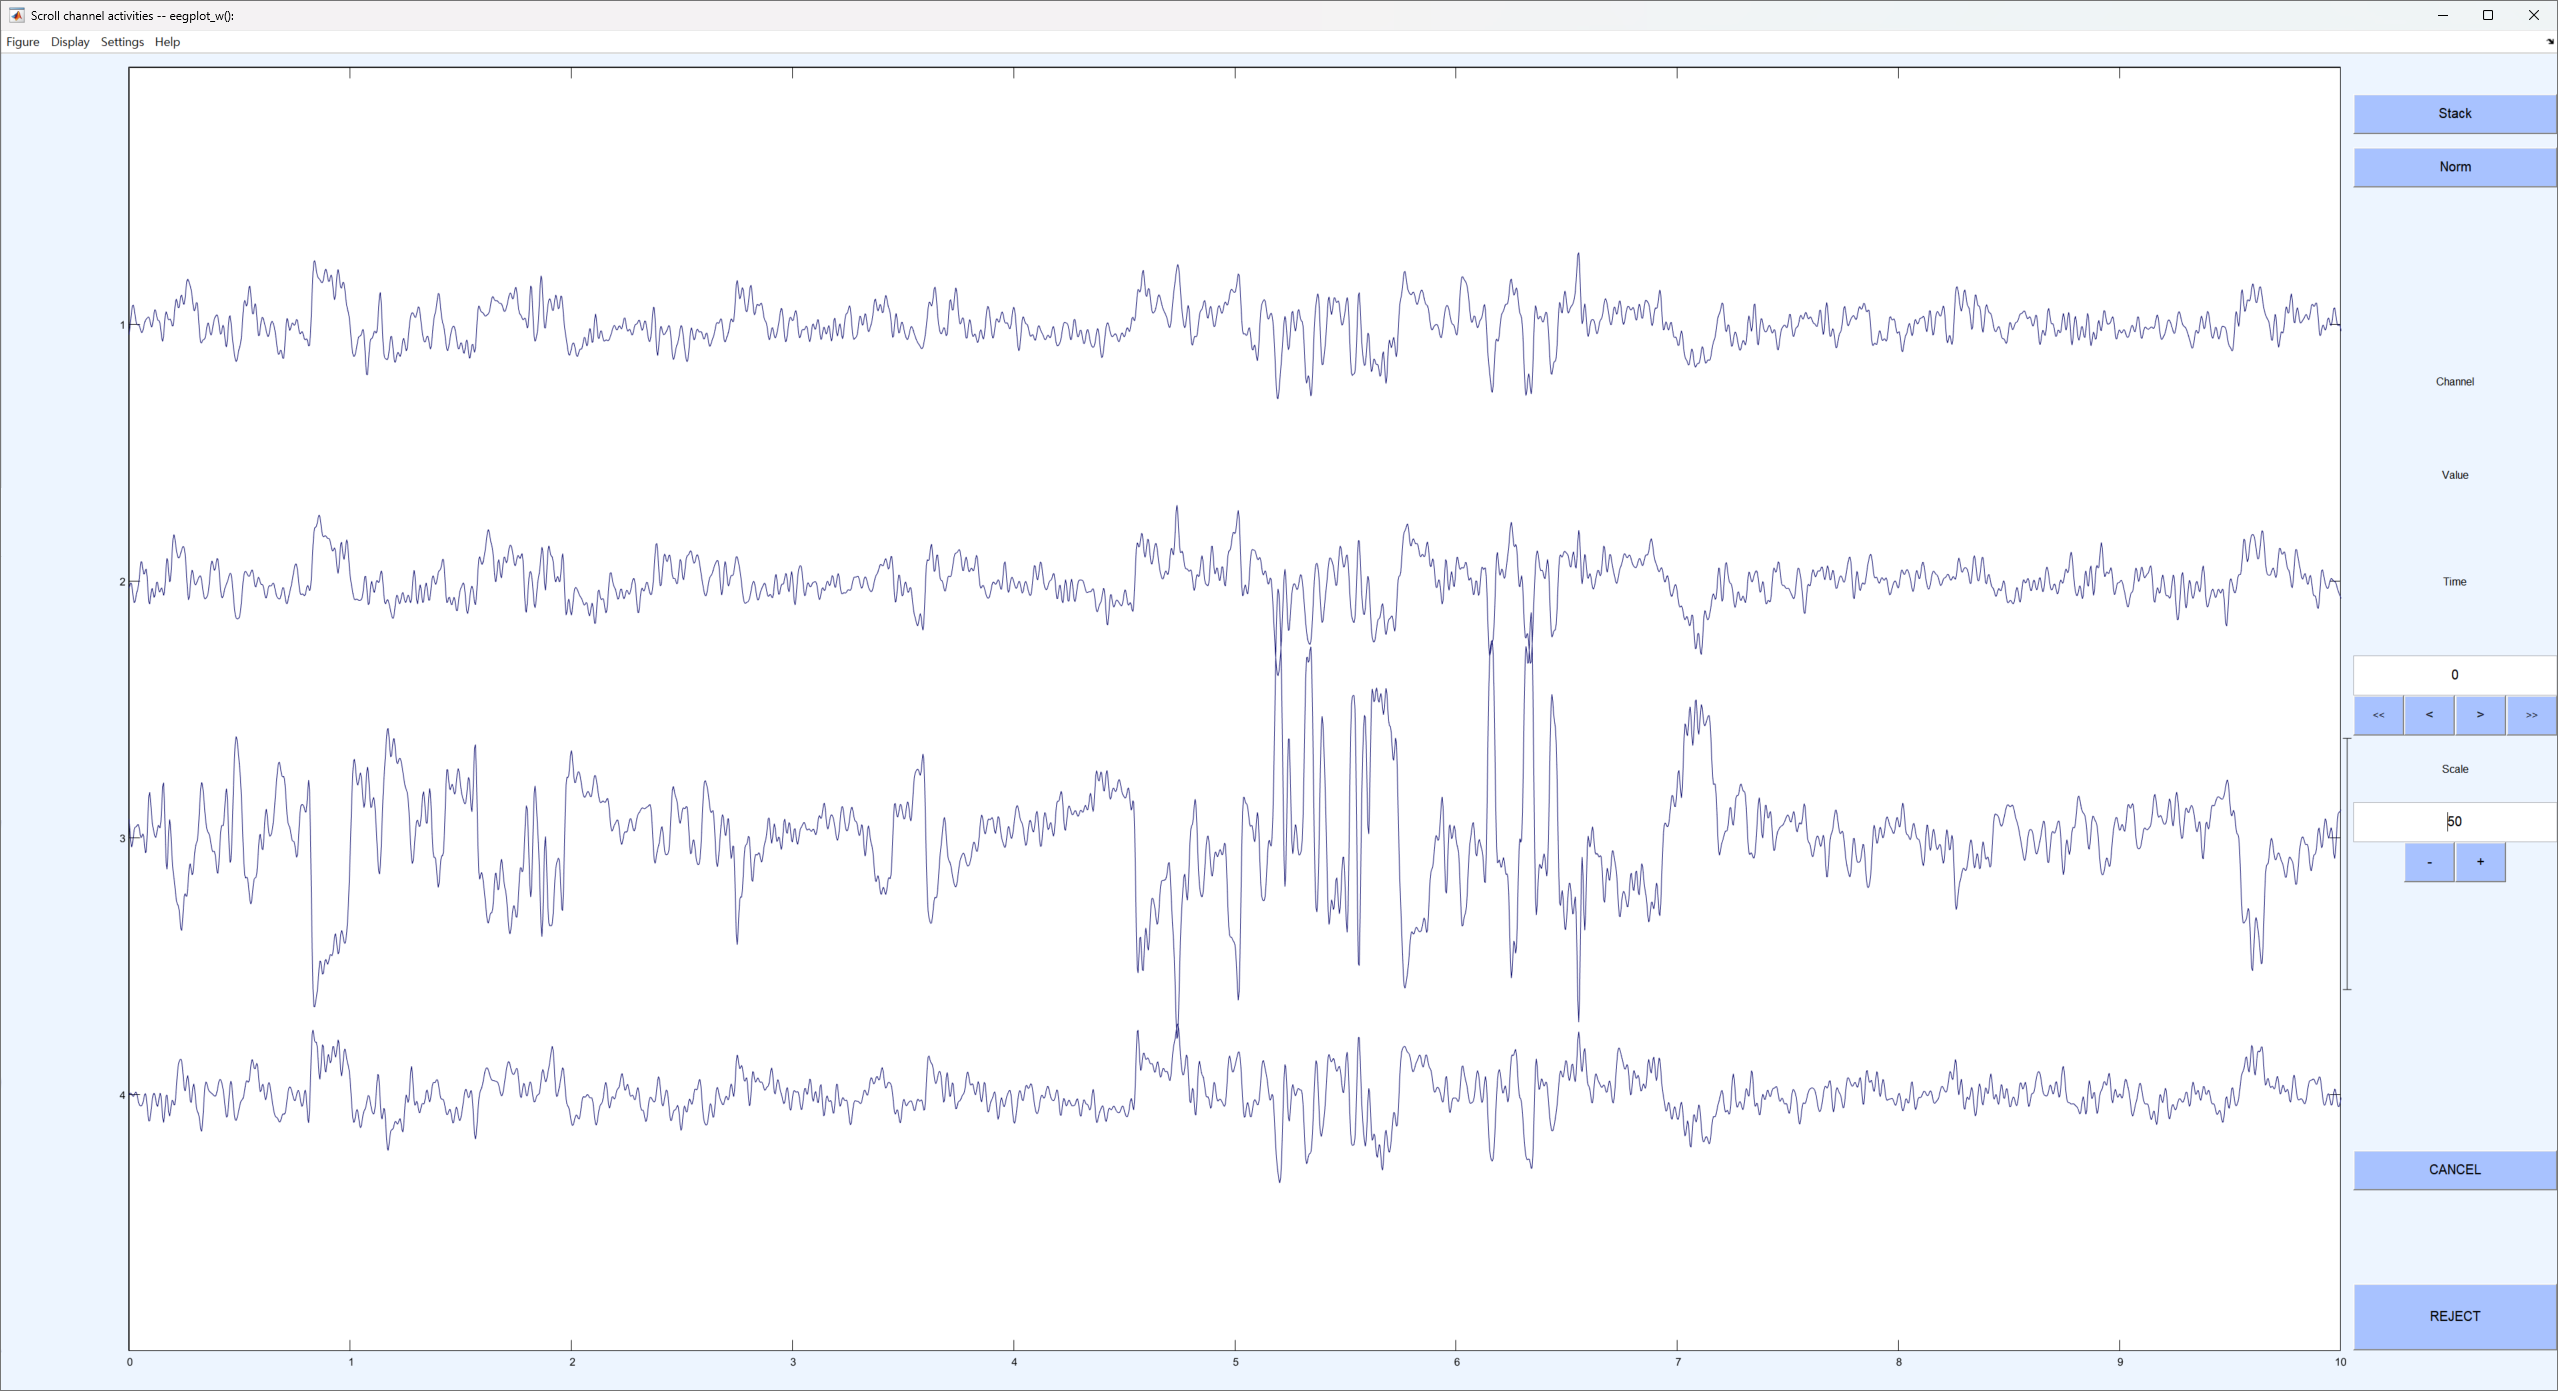 Scroll channel activities -- eegplot_w():
Figure Display Settings Help
Stack
Norm
Channel
Value
Time
0
<< < > >>
Scale
50
- +
CANCEL
REJECT
1
2
3
4
0 1 2 3 4 5 6 7 8 9 10